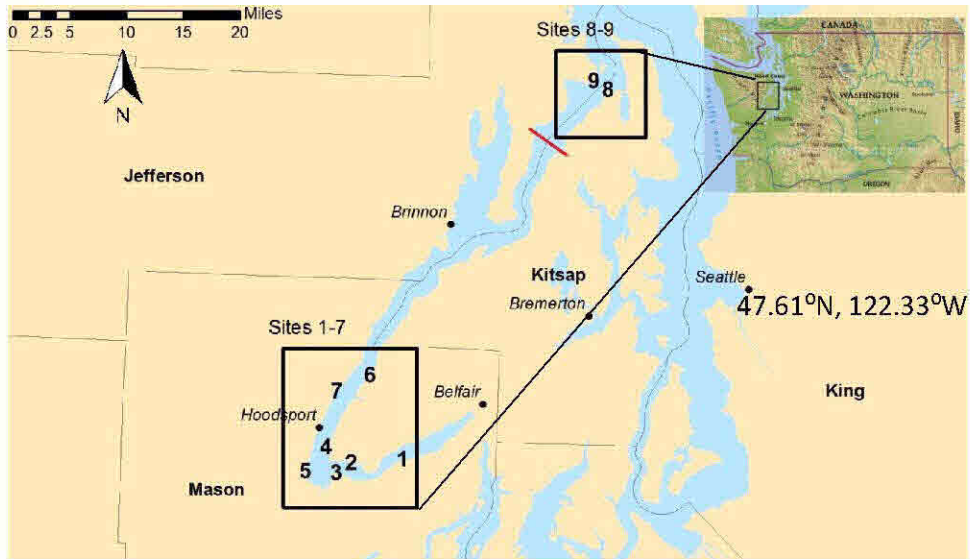 Miles
0 2.5 5 10 15 20
N
Sites 8-9
9
8
CANADA
WASHINGTON
OREGON
IDAHO
Jefferson
Brinnon
Kitsap
Seattle
47.61°N, 122.33°W
Bremerton
Sites 1-7
6
7
Belfair
King
Hoodsport
4
5 3 2 1
Mason